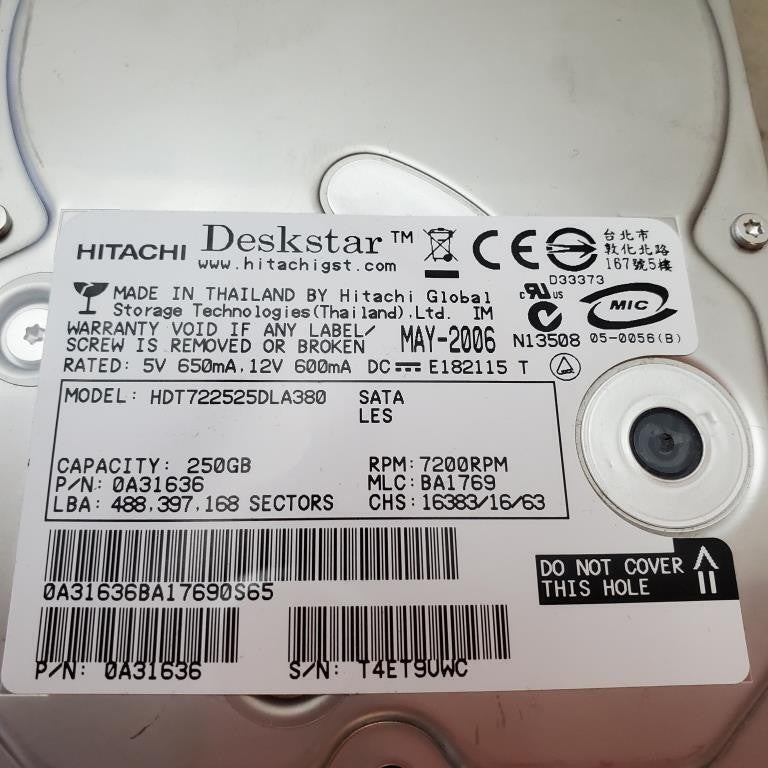 HITACHI Deskstar™
www.hitachigst.com
CE
D33373
台北市
敦化北路
167號5樓
MADE IN THAILAND BY Hitachi Global
Storage Technologies(Thailand).Ltd. IM
WARRANTY VOID IF ANY LABEL/
SCREW IS REMOVED OR BROKEN
MAY-2006
c RU US
N13508
MIC
05-0056(B)
RATED: 5V 650mA,12V 600mA DC E182115 T
MODEL: HDT722525DLA380 SATA
LES
CAPACITY: 250GB RPM:7200RPM
P/N: 0A31636 MLC:BA1769
LBA: 488,397,168 SECTORS CHS:16383/16/63
0A31636BA17690S65
DO NOT COVER
THIS HOLE
P/N: 0A31636 S/N: T4ET9UWC